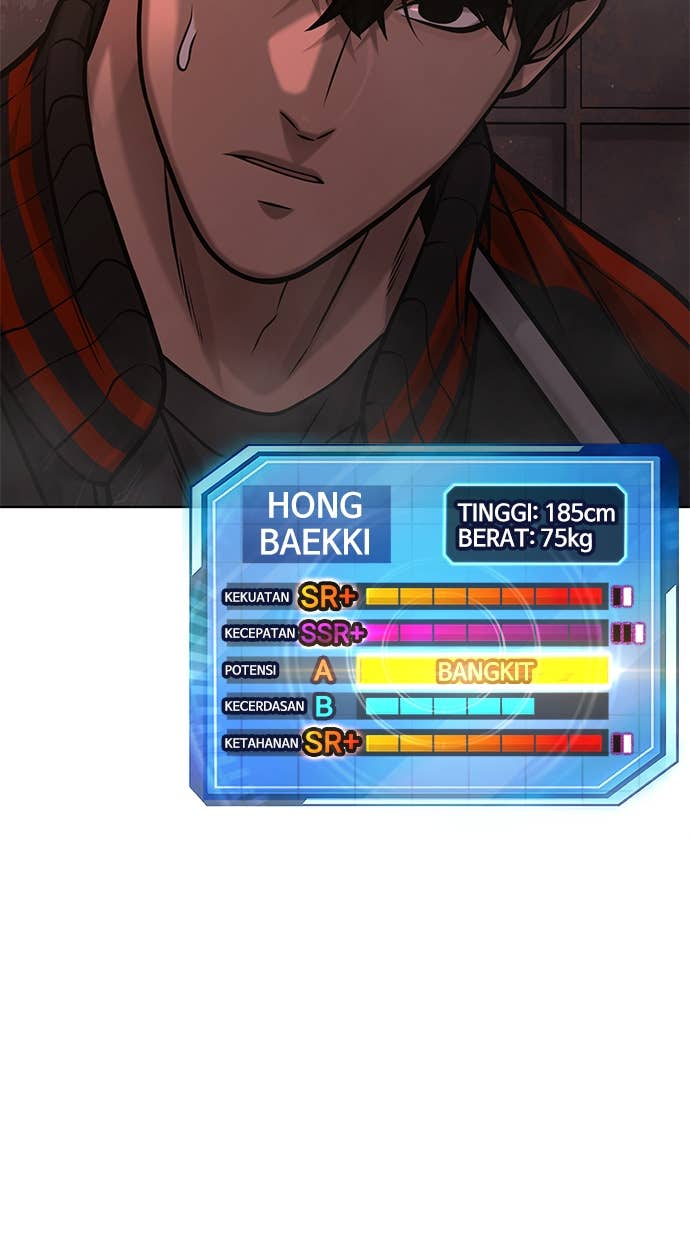 HONG
BAEKKI
TINGGI: 185cm
BERAT: 75kg
KEKUATAN SR+
KECEPATAN SSR+
POTENSI A BANGKIT
KECERDASAN B
KETAHANAN SR+